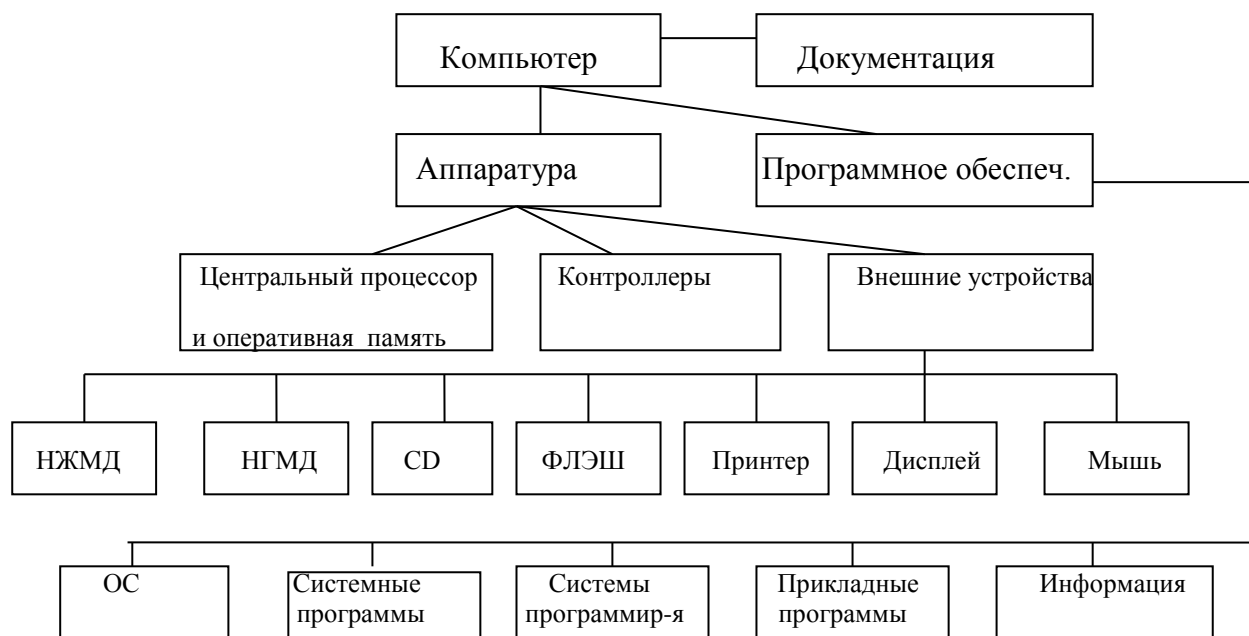 Компьютер
Документация
Аппаратура
Программное обеспеч.
Центральный процессор
и оперативная память
Контроллеры
Внешние устройства
НЖМД
НГМД
CD
ФЛЭШ
Принтер
Дисплей
Мышь
ОС
Системные
программы
Системы
программир-я
Прикладные
программы
Информация